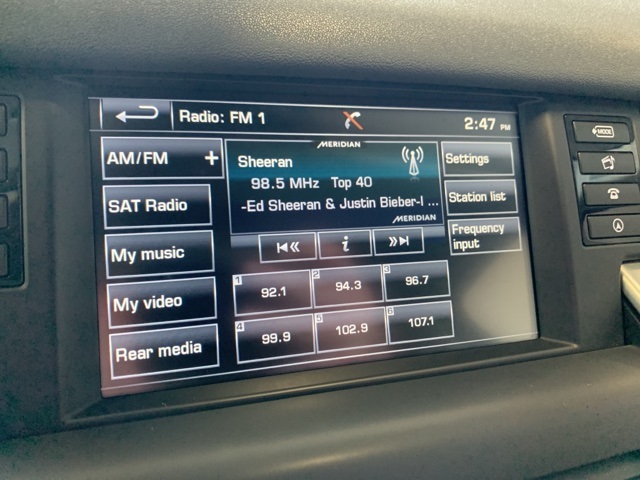 Radio: FM 1
2:47 PM
AM/FM +
SAT Radio
My music
My video
Rear media
MERIDIAN
Sheeran
98.5 MHz Top 40
-Ed Sheeran & Justin Bieber-I ...
MERIDIAN
i
1 92.1
2 94.3
3 96.7
4 99.9
5 102.9
6 107.1
Settings
Station list
Frequency
input
MODE